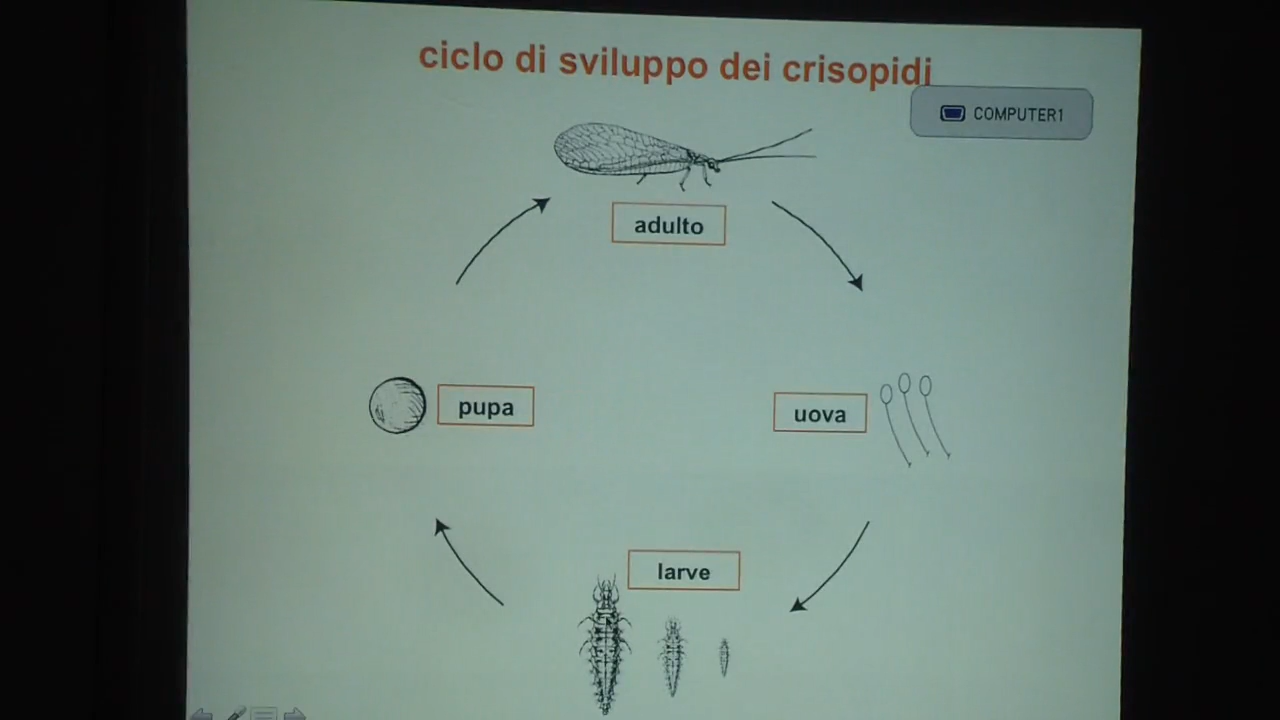 ciclo di sviluppo dei crisopidi
COMPUTER1
adulto
pupa
uova
larve